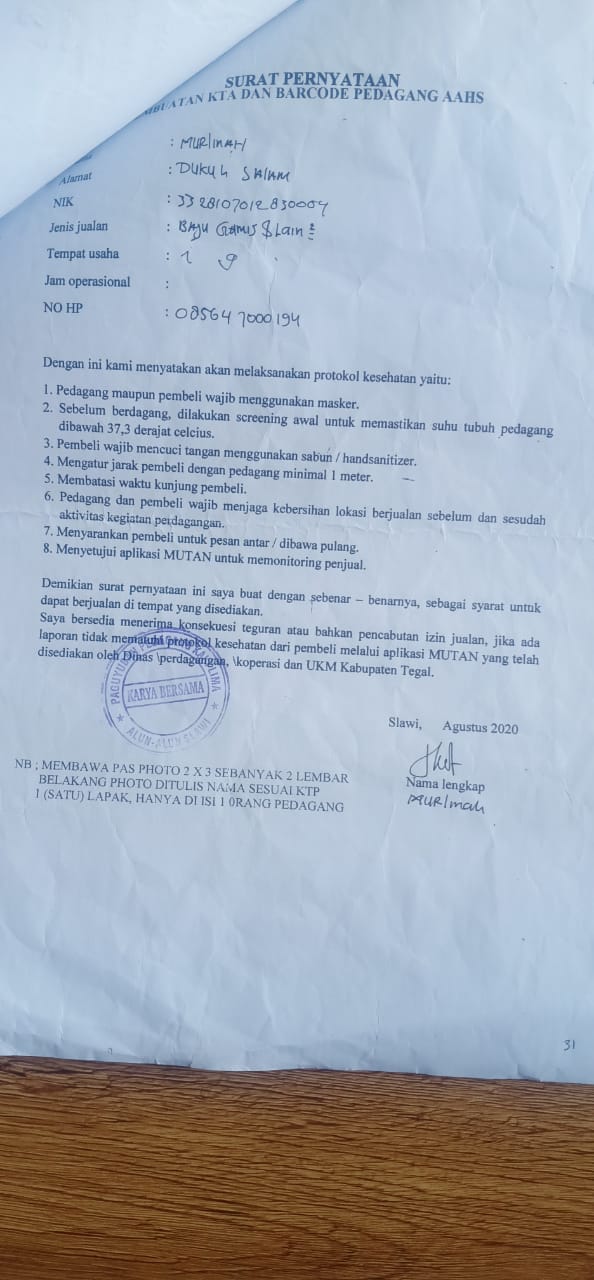 SURAT PERNYATAAN
BUATAN KTA DAN BARCODE PEDAGANG AAHS
: MURINAH
Alamat : DUKUH SALAM
NIK : 3328107012830004
Jenis jualan : BAJU GAMIS & Lain²
Tempat usaha : 1 9
Jam operasional :
NO HP : 085647000194
Dengan ini kami menyatakan akan melaksanakan protokol kesehatan yaitu:
1. Pedagang maupun pembeli wajib menggunakan masker.
2. Sebelum berdagang, dilakukan screening awal untuk memastikan suhu tubuh pedagang
dibawah 37,3 derajat celcius.
3. Pembeli wajib mencuci tangan menggunakan sabun / handsanitizer.
4. Mengatur jarak pembeli dengan pedagang minimal 1 meter.
5. Membatasi waktu kunjung pembeli.
6. Pedagang dan pembeli wajib menjaga kebersihan lokasi berjualan sebelum dan sesudah
aktivitas kegiatan perdagangan.
7. Menyarankan pembeli untuk pesan antar / dibawa pulang.
8. Menyetujui aplikasi MUTAN untuk memonitoring penjual.
Demikian surat pernyataan ini saya buat dengan sebenar – benarnya, sebagai syarat untuk
dapat berjualan di tempat yang disediakan.
Saya bersedia menerima konsekuesi teguran atau bahkan pencabutan izin jualan, jika ada
laporan tidak mematuhi protokol kesehatan dari pembeli melalui aplikasi MUTAN yang telah
disediakan oleh Dinas \perdagangan, \koperasi dan UKM Kabupaten Tegal.
PAGUYUBAN PEDAGANG KAKI LIMA
KARYA BERSAMA
ALUN-ALUN SLAWI
Slawi, Agustus 2020
Nama lengkap
MURImah
NB ; MEMBAWA PAS PHOTO 2 X 3 SEBANYAK 2 LEMBAR
BELAKANG PHOTO DITULIS NAMA SESUAI KTP
1 (SATU) LAPAK, HANYA DI ISI 1 0RANG PEDAGANG
31